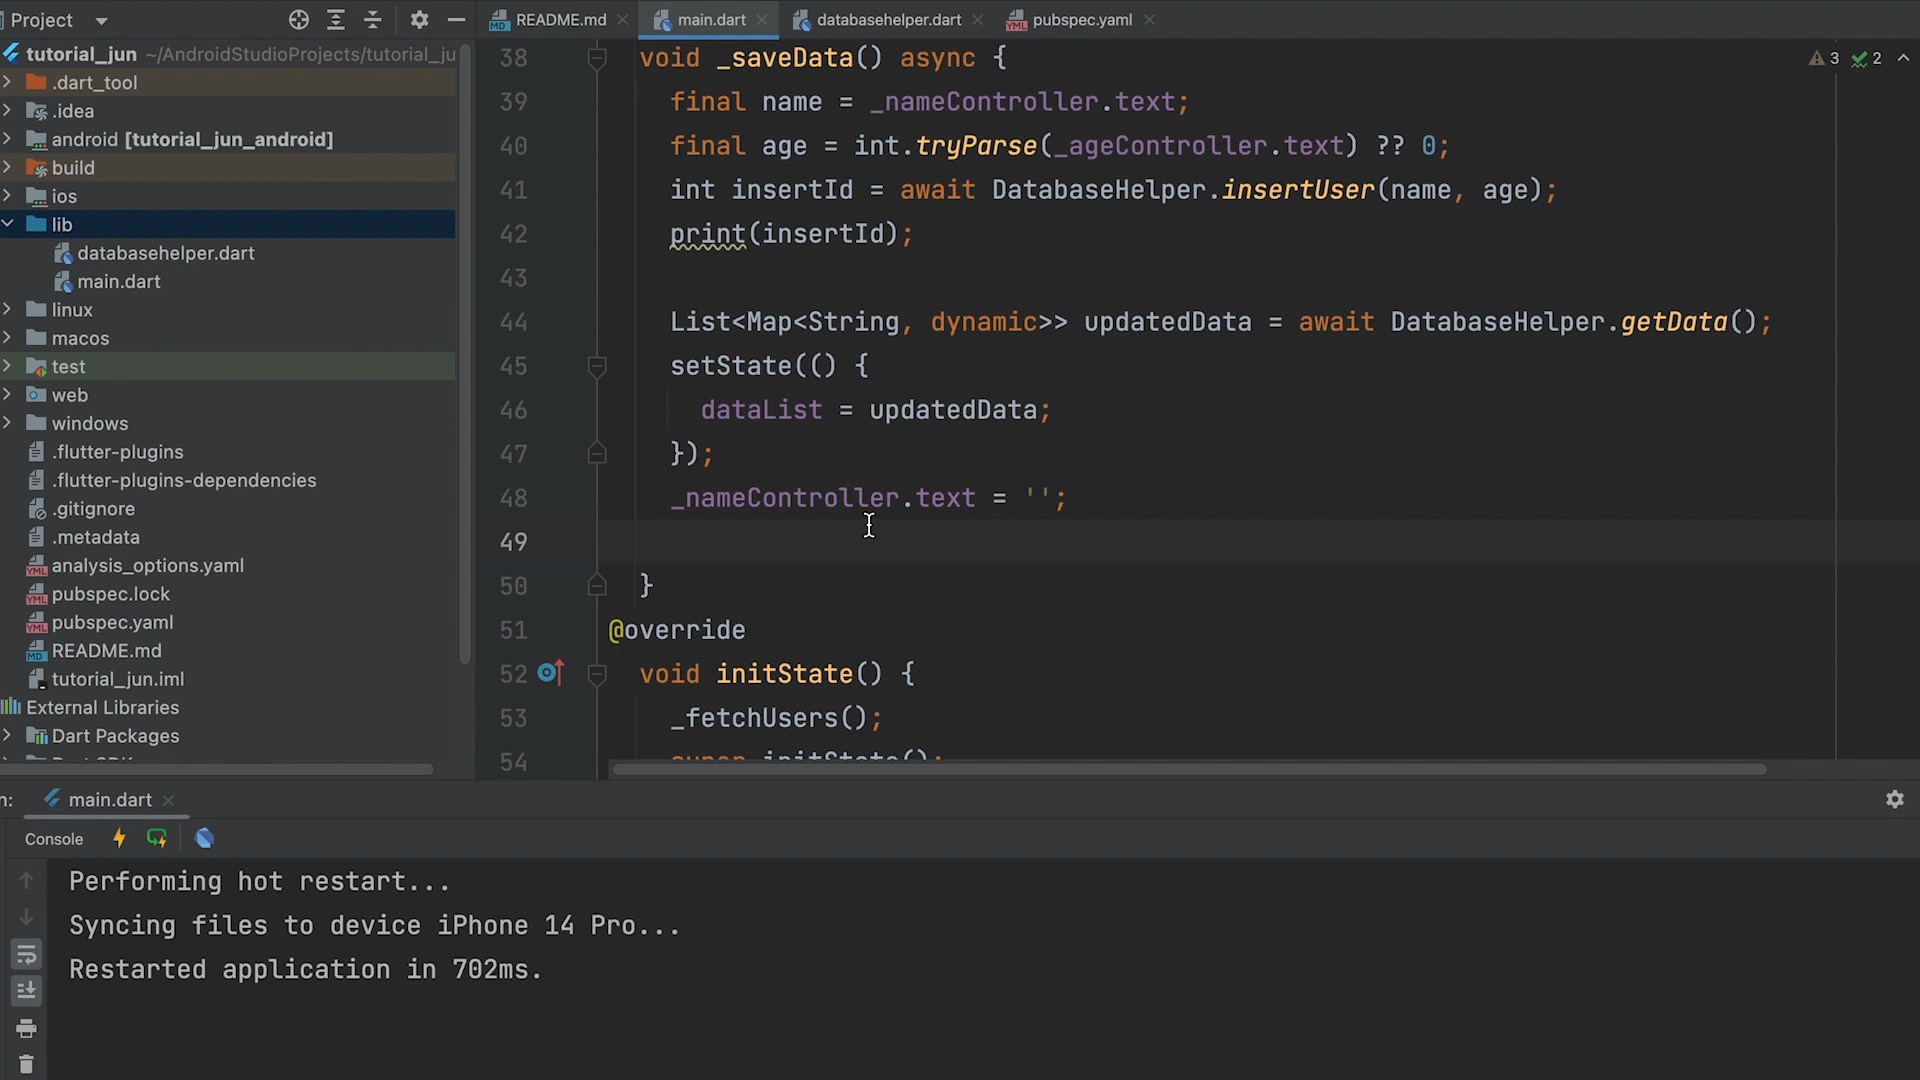 Project
README.md
main.dart
databasehelper.dart
pubspec.yaml
tutorial_jun ~/AndroidStudioProjects/tutorial_ju
.dart_tool
.idea
android [tutorial_jun_android]
build
ios
lib
databasehelper.dart
main.dart
linux
macos
test
web
windows
.flutter-plugins
.flutter-plugins-dependencies
.gitignore
.metadata
analysis_options.yaml
pubspec.lock
pubspec.yaml
README.md
tutorial_jun.iml
External Libraries
Dart Packages
3 2
38 void _saveData() async {
39 final name = _nameController.text;
40 final age = int.tryParse(_ageController.text) ?? 0;
41 int insertId = await DatabaseHelper.insertUser(name, age);
42 print(insertId);
43
44 List<Map<String, dynamic>> updatedData = await DatabaseHelper.getData();
45 setState(() {
46 dataList = updatedData;
47 });
48 _nameController.text = '';
49
50 }
51 @override
52 void initState() {
53 _fetchUsers();
54 super.initState();
n: main.dart
Console
Performing hot restart...
Syncing files to device iPhone 14 Pro...
Restarted application in 702ms.